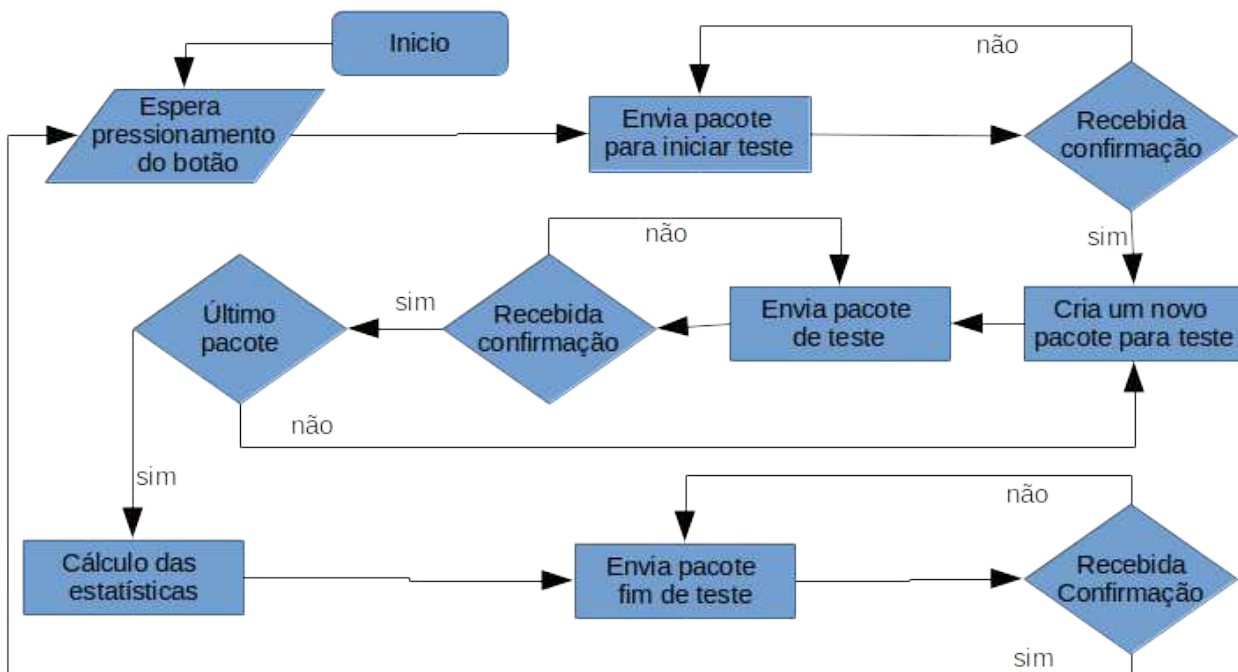 Inicio
não
Espera
pressionamento
do botão
Envia pacote
para iniciar teste
Recebida
confirmação
sim
não
Último
pacote
sim
Recebida
confirmação
Envia pacote
de teste
Cria um novo
pacote para teste
não
sim
não
Cálculo das
estatísticas
Envia pacote
fim de teste
Recebida
Confirmação
sim